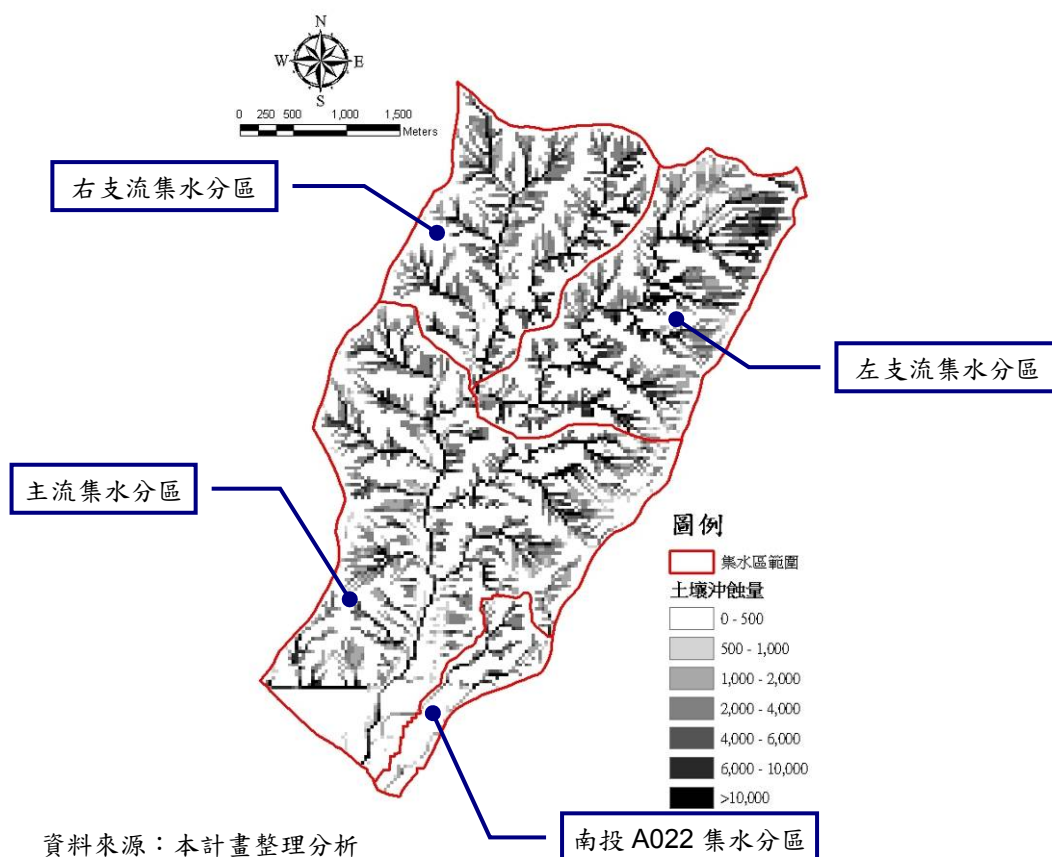 N
W E
S
0 250 500 1,000 1,500
Meters
右支流集水分區
左支流集水分區
主流集水分區
圖例
集水區範圍
土壤沖蝕量
0 - 500
500 - 1,000
1,000 - 2,000
2,000 - 4,000
4,000 - 6,000
6,000 - 10,000
>10,000
南投 A022 集水分區
資料來源：本計畫整理分析